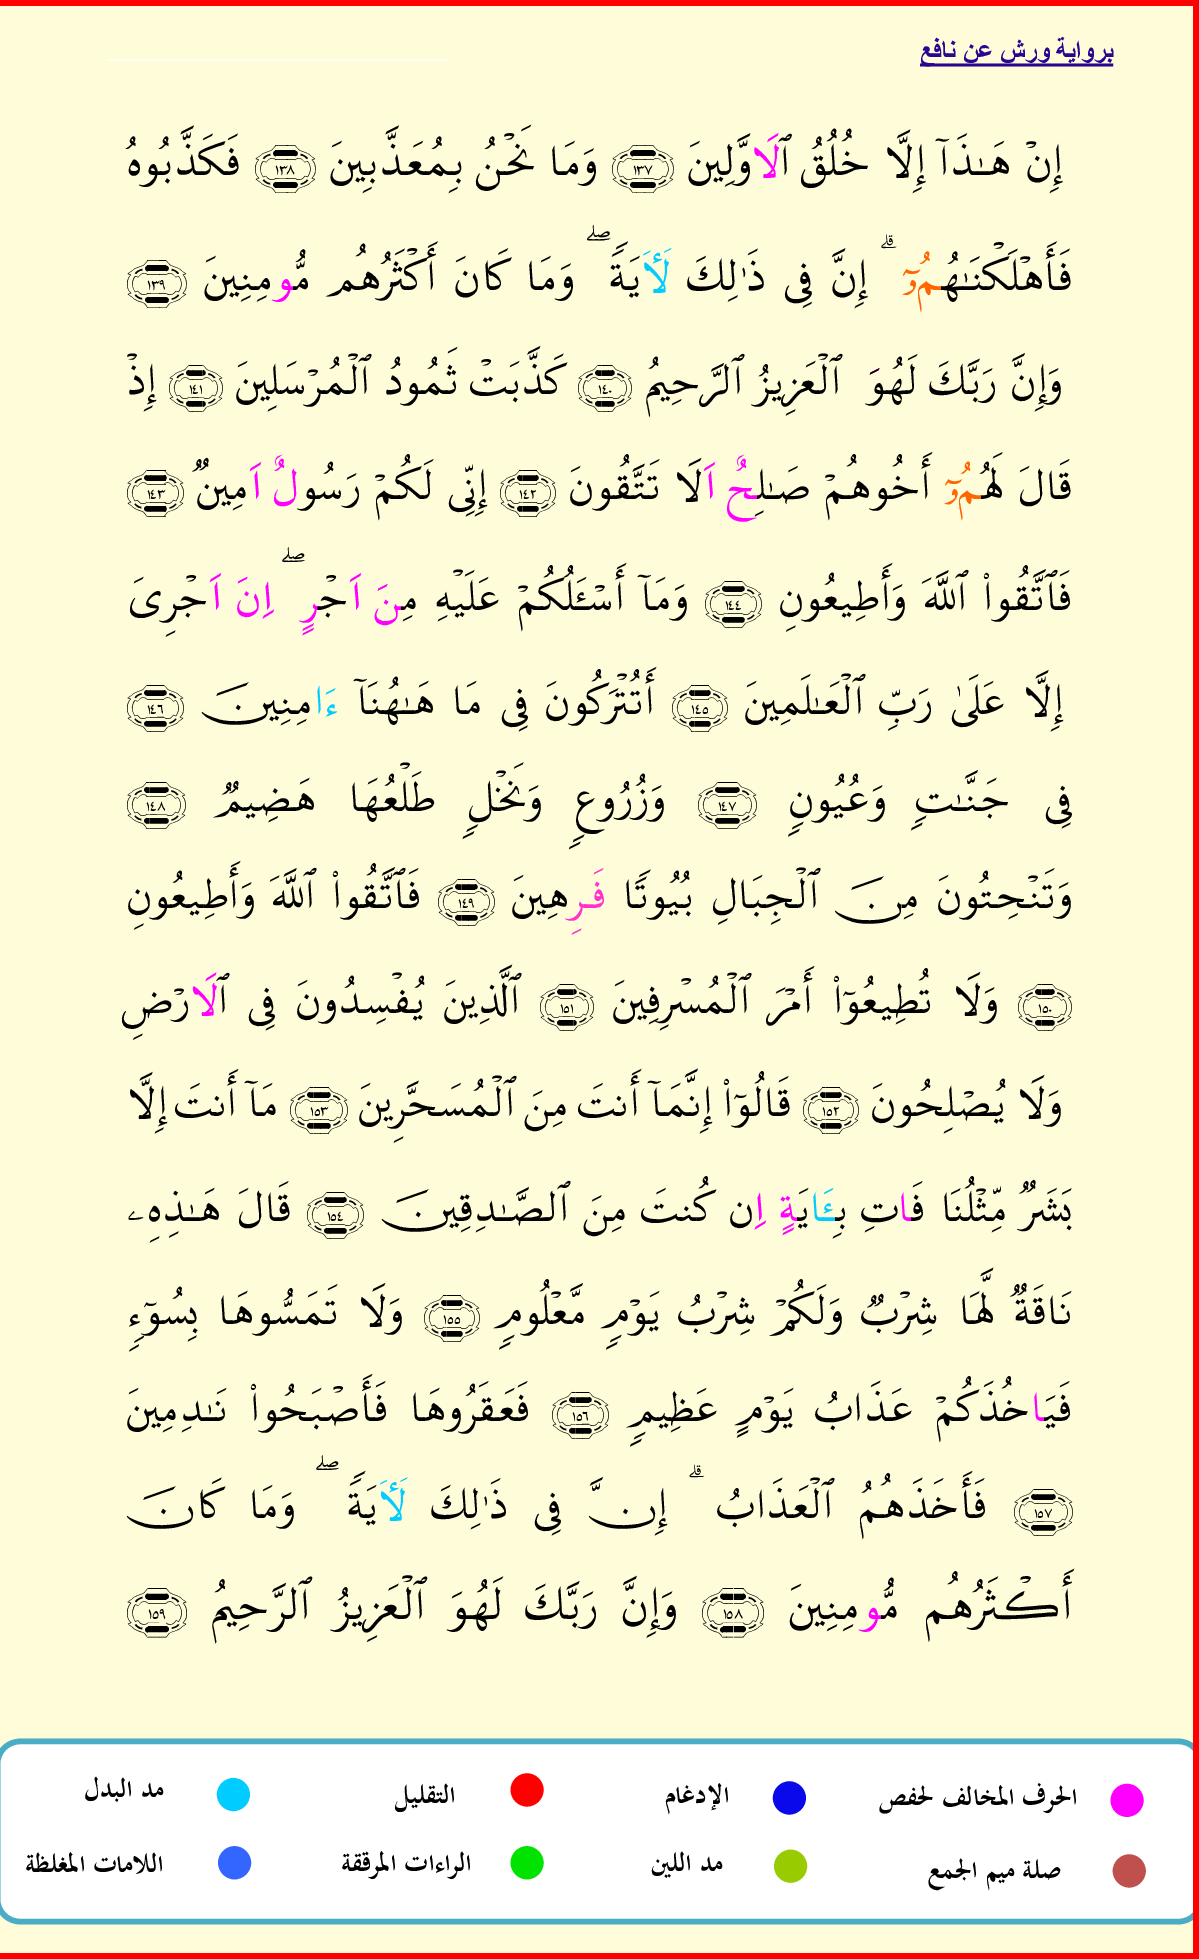 برواية ورش عن نافع
إِنْ هَٰذَآ إِلَّا خُلُقُ ٱلَاوَّلِينَ ١٣٧ وَمَا نَحْنُ بِمُعَذَّبِينَ ١٣٨ فَكَذَّبُوهُ
فَأَهْلَكْنَٰهُمُۥٓ ۗ إِنَّ فِى ذَٰلِكَ لَأٓيَةً ۖ وَمَا كَانَ أَكْثَرُهُم مُّومِنِينَ ١٣٩
وَإِنَّ رَبَّكَ لَهُوَ ٱلْعَزِيزُ ٱلرَّحِيمُ ١٤٠ كَذَّبَتْ ثَمُودُ ٱلْمُرْسَلِينَ ١٤١ إِذْ
قَالَ لَهُمُۥٓ أَخُوهُمْ صَٰلِحٌ اَلَا تَتَّقُونَ ١٤٢ إِنِّى لَكُمْ رَسُولٌ اَمِينٌ ١٤٣
فَٱتَّقُوا۟ ٱللَّهَ وَأَطِيعُونِ ١٤٤ وَمَآ أَسْـَٔلُكُمْ عَلَيْهِ مِنَ اَجْرٍ ۖ اِنَ اَجْرِىَ
إِلَّا عَلَىٰ رَبِّ ٱلْعَٰلَمِينَ ١٤٥ أَتُتْرَكُونَ فِى مَا هَٰهُنَآ ءَامِنِينَ ١٤٦
فِى جَنَّٰتٍ وَعُيُونٍ ١٤٧ وَزُرُوعٍ وَنَخْلٍ طَلْعُهَا هَضِيمٌ ١٤٨
وَتَنْحِتُونَ مِنَ ٱلْجِبَالِ بُيُوتًا فَرِهِينَ ١٤٩ فَٱتَّقُوا۟ ٱللَّهَ وَأَطِيعُونِ
١٥٠ وَلَا تُطِيعُوٓا۟ أَمْرَ ٱلْمُسْرِفِينَ ١٥١ ٱلَّذِينَ يُفْسِدُونَ فِى ٱلَارْضِ
وَلَا يُصْلِحُونَ ١٥٢ قَالُوٓا۟ إِنَّمَآ أَنتَ مِنَ ٱلْمُسَحَّرِينَ ١٥٣ مَآ أَنتَ إِلَّا
بَشَرٌ مِّثْلُنَا فَاتِ بِـَٔايَةٍ اِن كُنتَ مِنَ ٱلصَّٰدِقِينَ ١٥٤ قَالَ هَٰذِهِۦ
نَاقَةٌ لَّهَا شِرْبٌ وَلَكُمْ شِرْبُ يَوْمٍ مَّعْلُومٍ ١٥٥ وَلَا تَمَسُّوهَا بِسُوٓءٍ
فَيَاخُذَكُمْ عَذَابُ يَوْمٍ عَظِيمٍ ١٥٦ فَعَقَرُوهَا فَأَصْبَحُوا۟ نَٰدِمِينَ
١٥٧ فَأَخَذَهُمُ ٱلْعَذَابُ ۗ إِنَّ فِى ذَٰلِكَ لَأٓيَةً ۖ وَمَا كَانَ
أَكْثَرُهُم مُّومِنِينَ ١٥٨ وَإِنَّ رَبَّكَ لَهُوَ ٱلْعَزِيزُ ٱلرَّحِيمُ ١٥٩
الحرف المخالف لحفص الإدغام التقليل مد البدل
صلة ميم الجمع مد اللين الراءات المرققة اللامات المغلظة